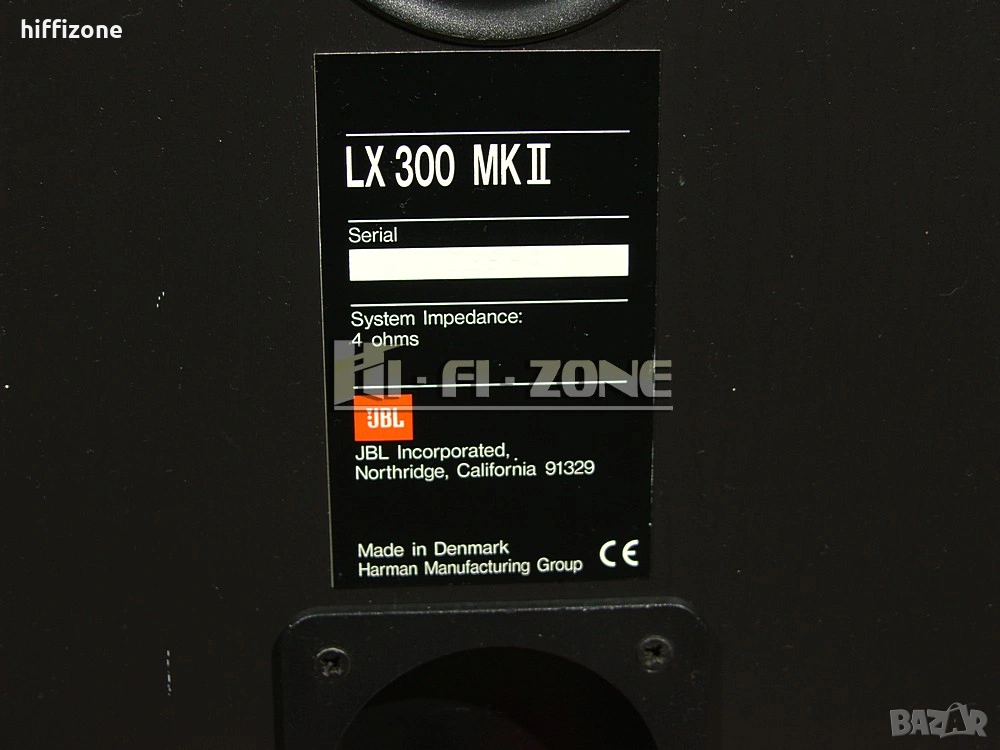 hiffizone
LX 300 MKII
Serial
System Impedance:
4 ohms
Hi-Fi-ZONE
JBL
JBL Incorporated,
Northridge, California 91329
Made in Denmark CE
Harman Manufacturing Group
BAZAR